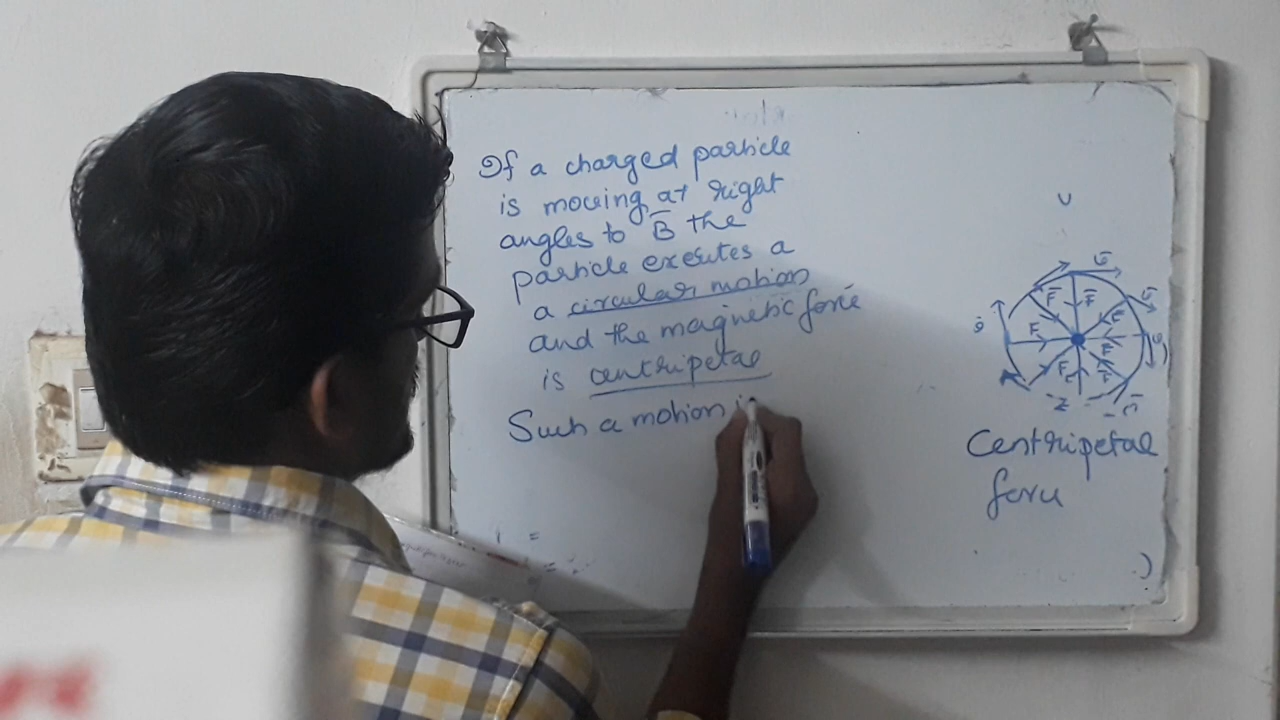 If a charged particle
is moving at right
angles to B̅ the
particle executes a
a circular motion
and the magnetic force
is centripetal
Such a motion
Centripetal
force